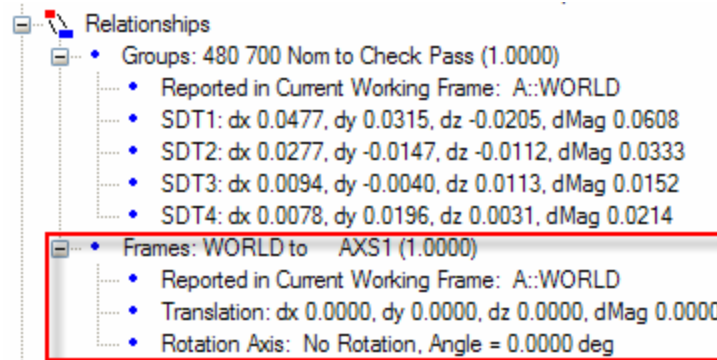 Relationships
Groups: 480 700 Nom to Check Pass (1.0000)
Reported in Current Working Frame: A::WORLD
SDT1: dx 0.0477, dy 0.0315, dz -0.0205, dMag 0.0608
SDT2: dx 0.0277, dy -0.0147, dz -0.0112, dMag 0.0333
SDT3: dx 0.0094, dy -0.0040, dz 0.0113, dMag 0.0152
SDT4: dx 0.0078, dy 0.0196, dz 0.0031, dMag 0.0214
Frames: WORLD to AXS1 (1.0000)
Reported in Current Working Frame: A::WORLD
Translation: dx 0.0000, dy 0.0000, dz 0.0000, dMag 0.0000
Rotation Axis: No Rotation, Angle = 0.0000 deg